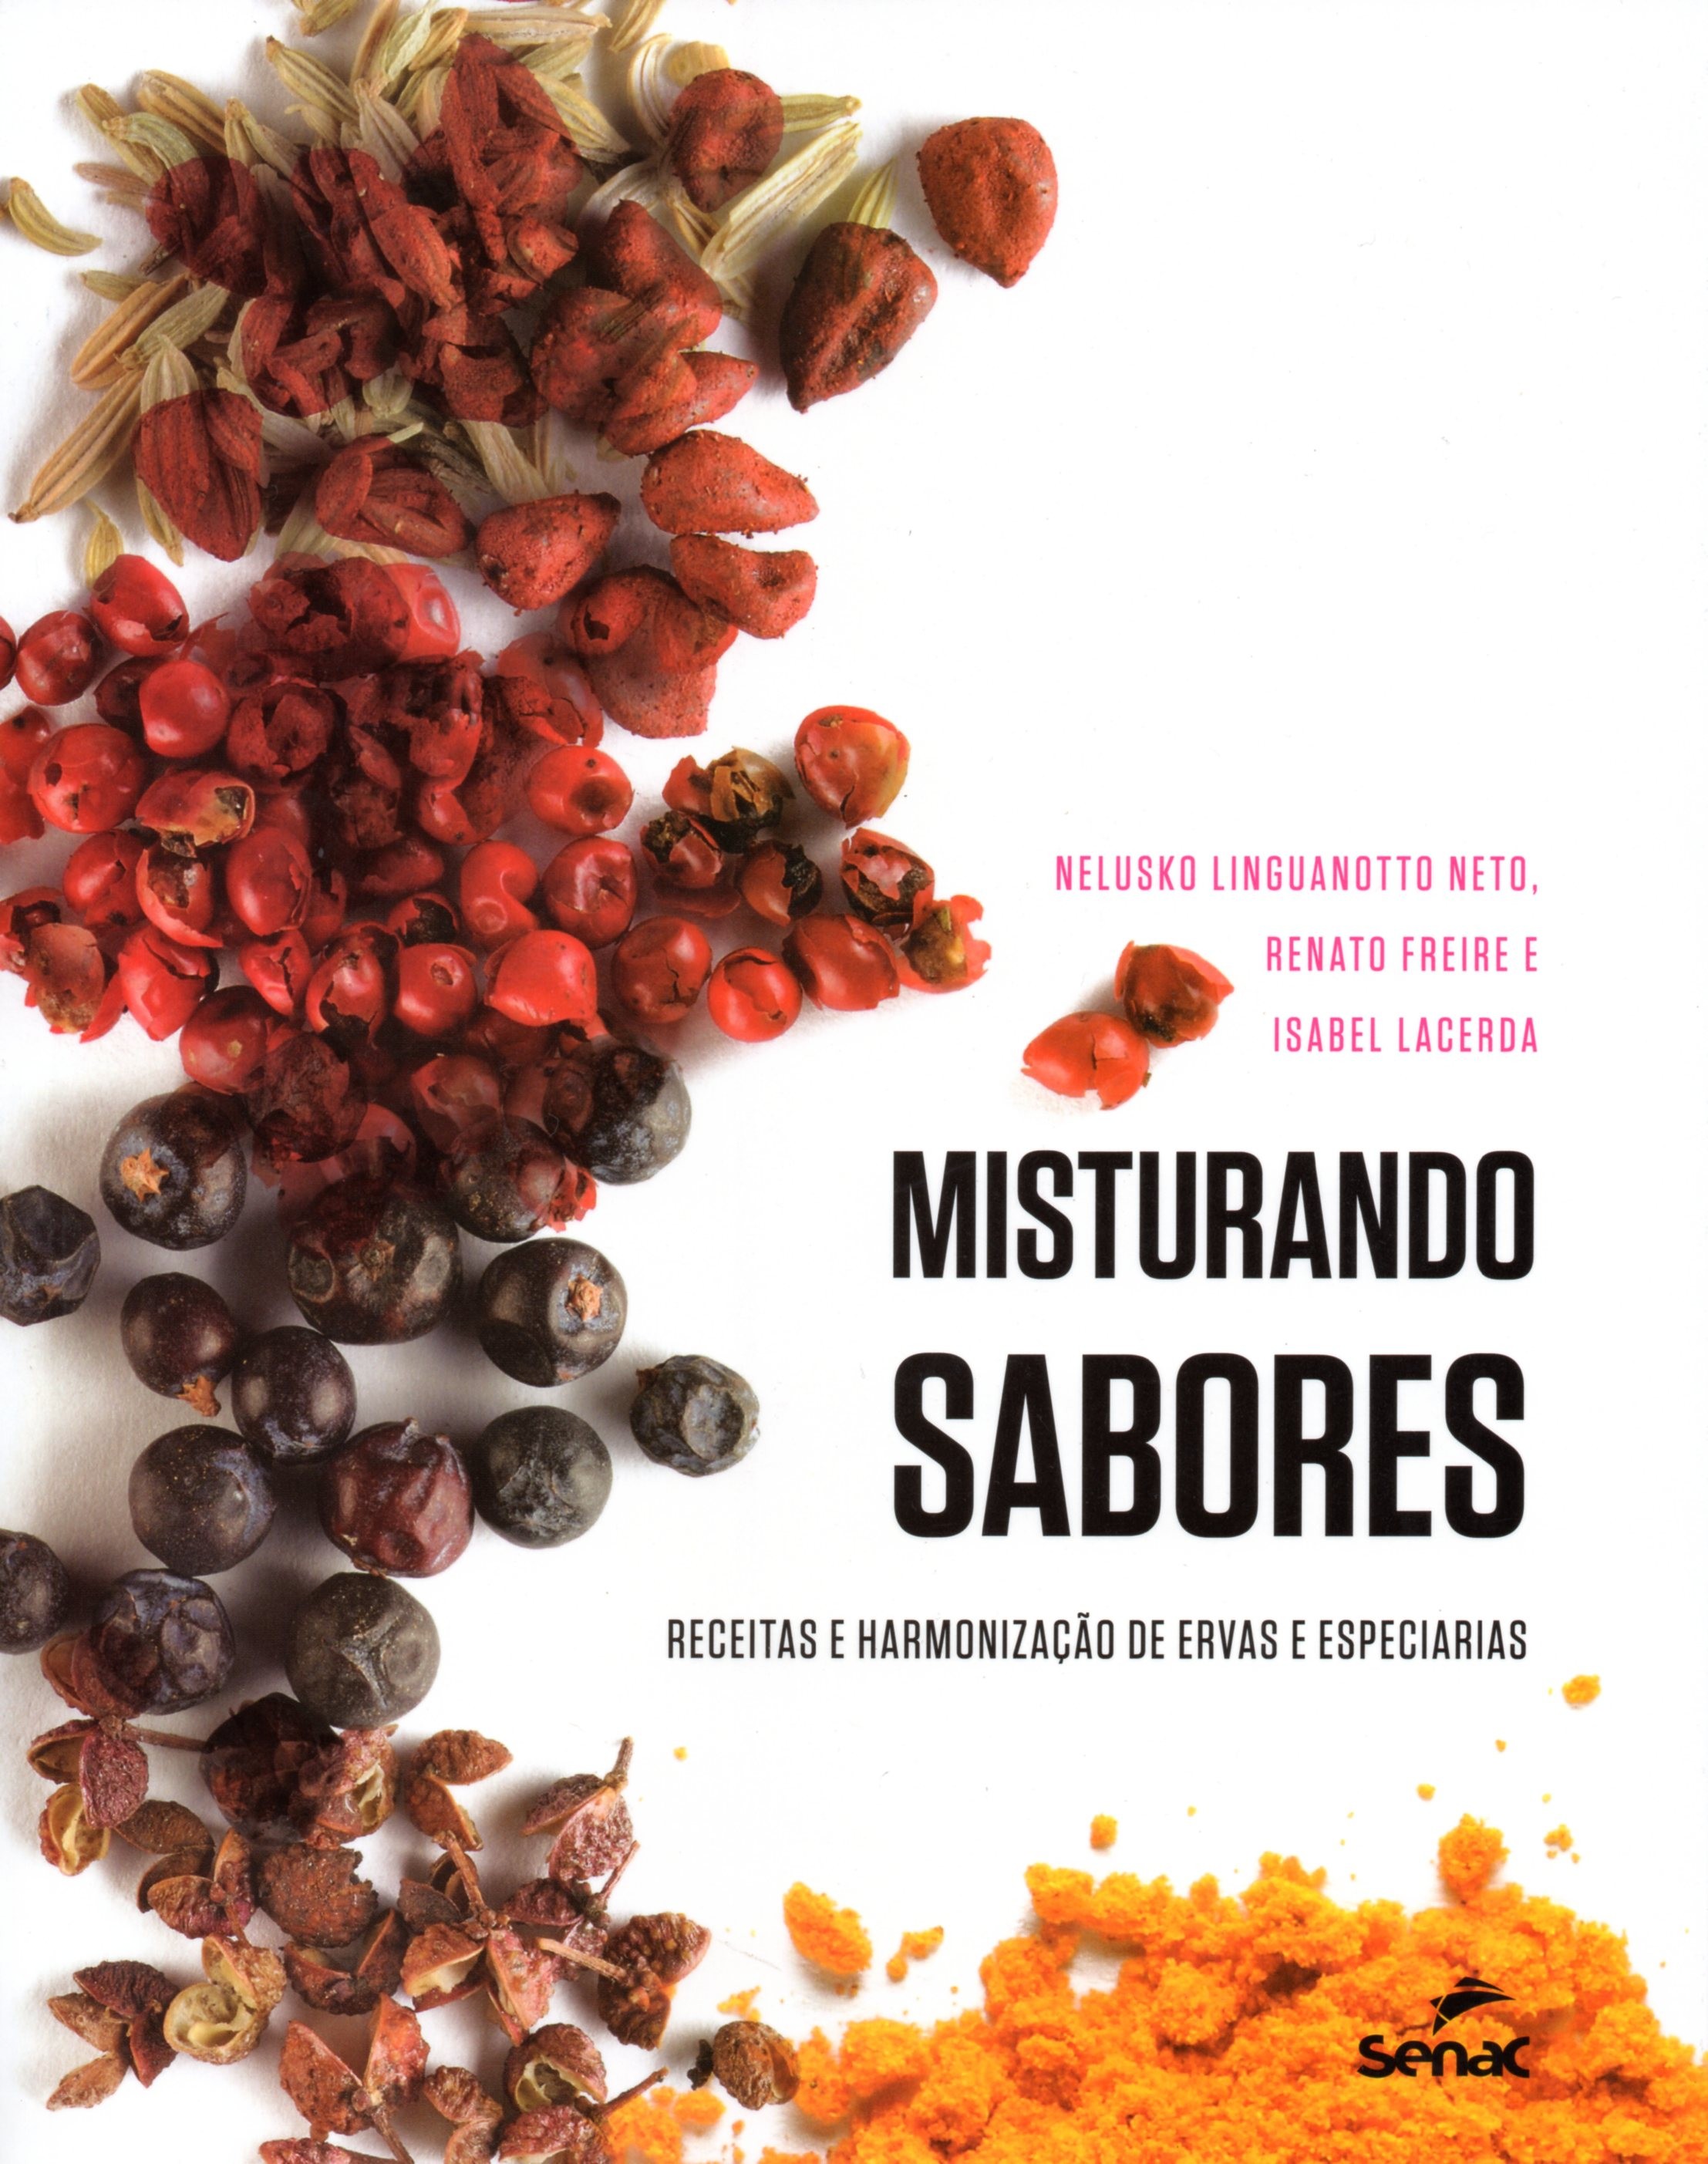 NELUSKO LINGUANOTTO NETO,
RENATO FREIRE E
ISABEL LACERDA
MISTURANDO
SABORES
RECEITAS E HARMONIZAÇÃO DE ERVAS E ESPECIARIAS
senac